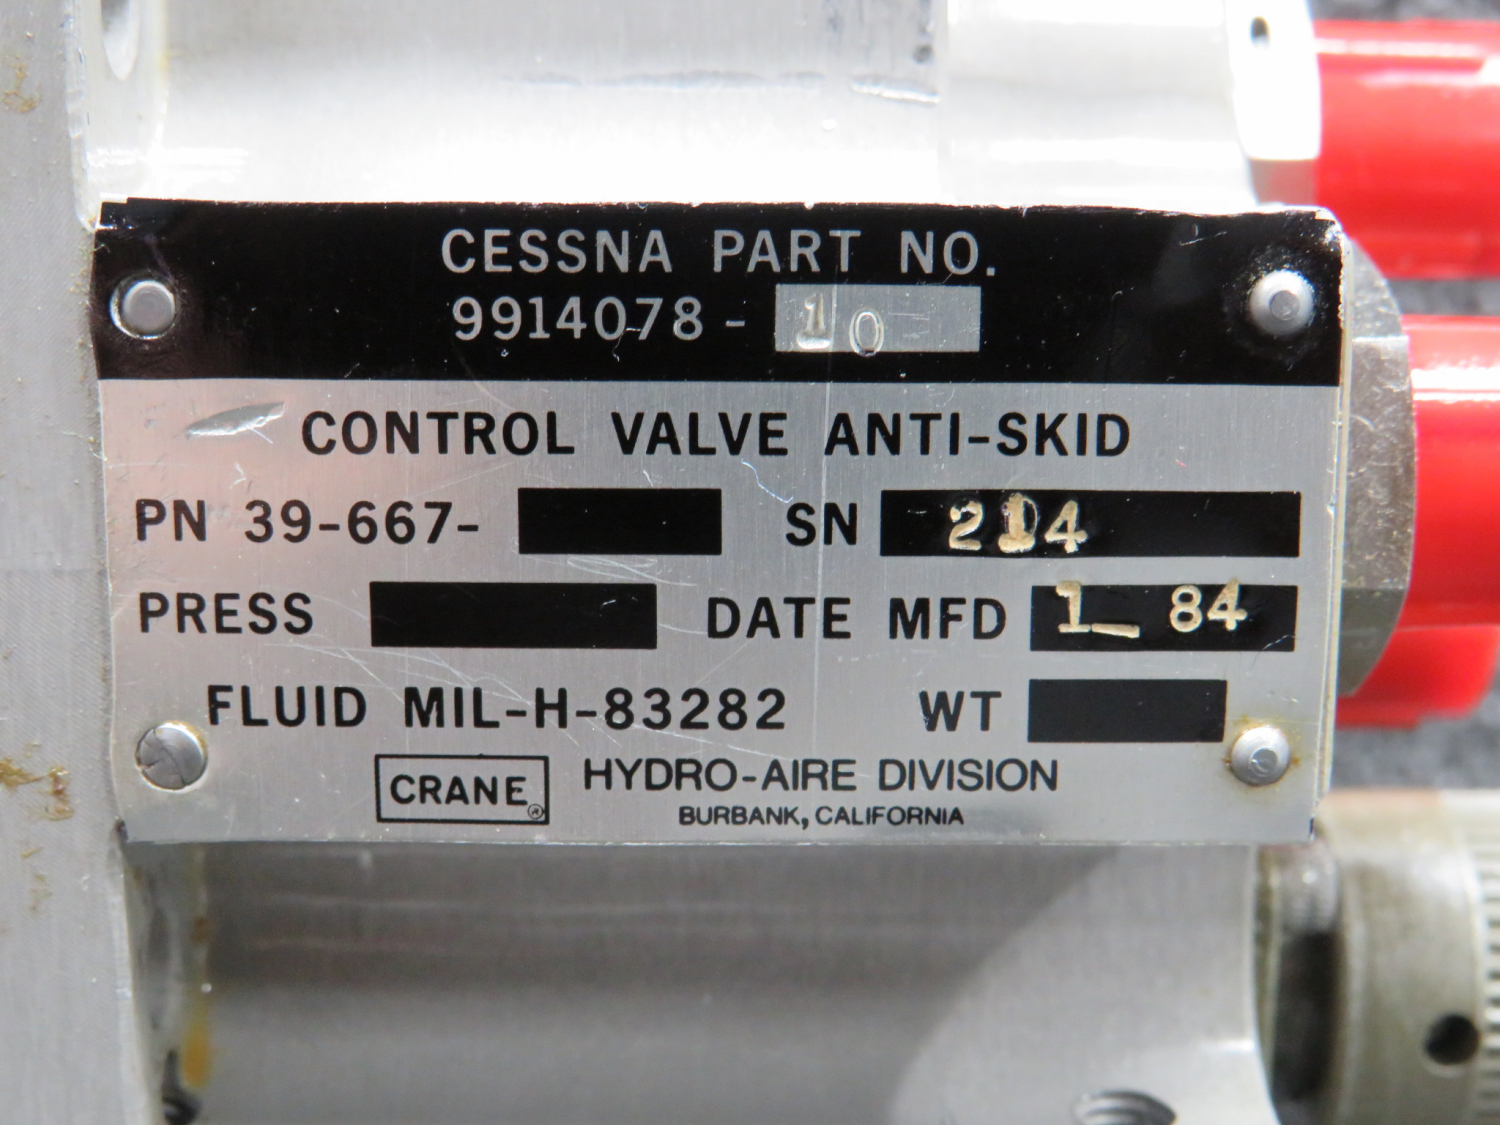 CESSNA PART NO.
9914078 - 10
CONTROL VALVE ANTI-SKID
PN 39-667- SN 214
PRESS DATE MFD 1_ 84
FLUID MIL-H-83282 WT
CRANE® HYDRO-AIRE DIVISION
BURBANK, CALIFORNIA